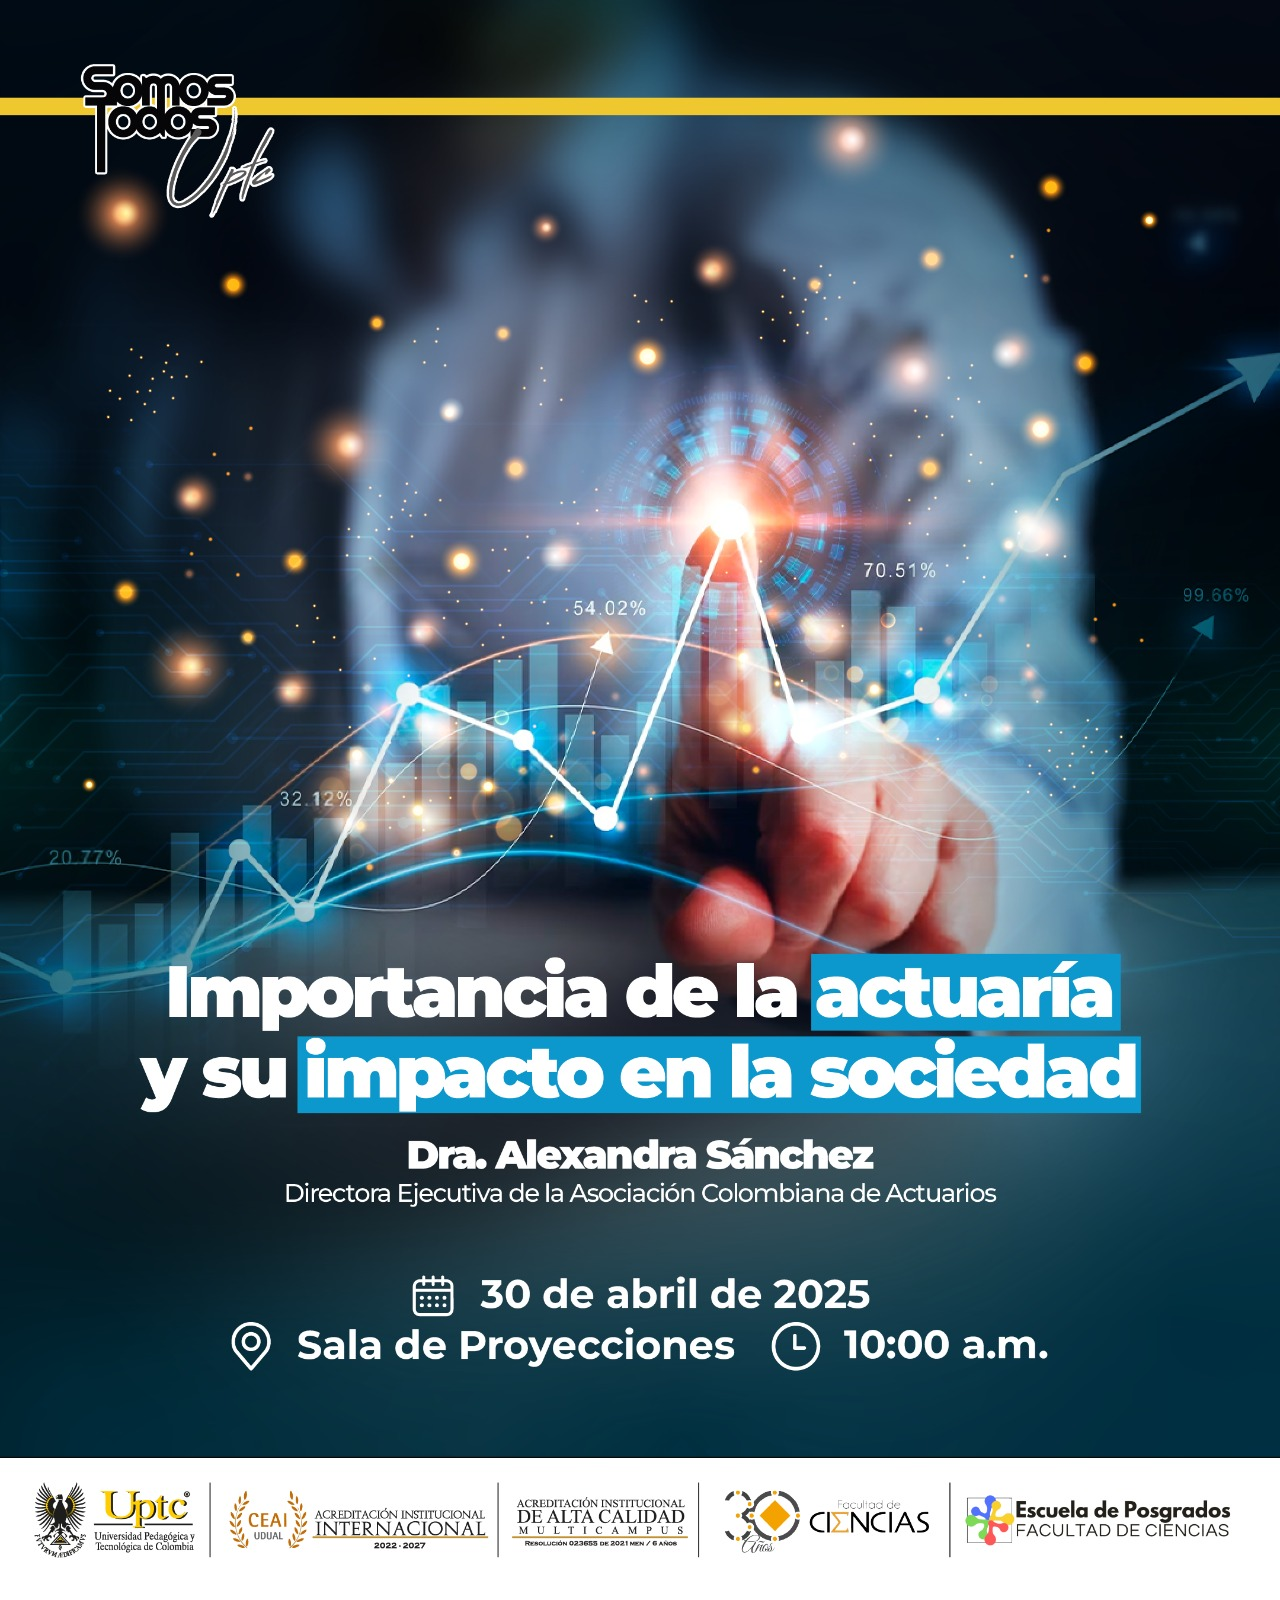 Somos
Todos
Uptc
70.51%
99.66%
54.02%
32.12%
20.77%
Importancia de la actuaría
y su impacto en la sociedad
Dra. Alexandra Sánchez
Directora Ejecutiva de la Asociación Colombiana de Actuarios
30 de abril de 2025
Sala de Proyecciones 10:00 a.m.
Uptc®
Universidad Pedagógica y
Tecnológica de Colombia
CEAI
UDUAL
ACREDITACIÓN INSTITUCIONAL
INTERNACIONAL
2022 - 2027
ACREDITACIÓN INSTITUCIONAL
DE ALTA CALIDAD
MULTICAMPUS
RESOLUCIÓN 023655 DE 2021 MEN / 6 AÑOS
30
Años
Facultad de
CIENCIAS
Escuela de Posgrados
FACULTAD DE CIENCIAS